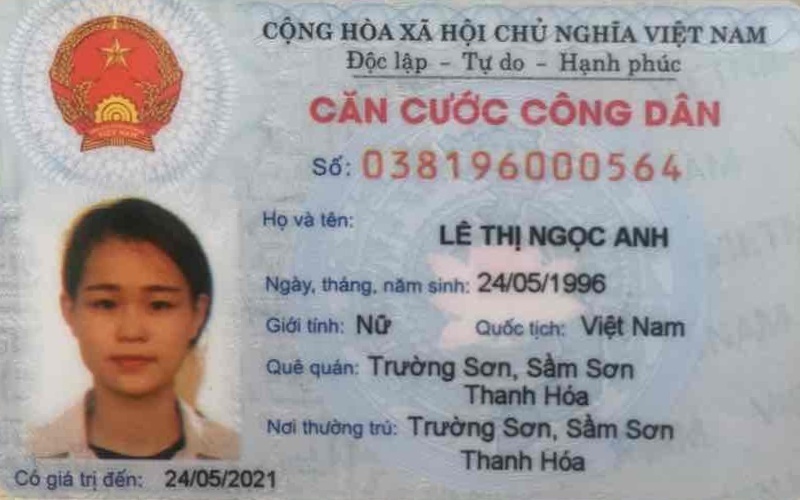 CỘNG HÒA XÃ HỘI CHỦ NGHĨA VIỆT NAM
Độc lập - Tự do - Hạnh phúc
CĂN CƯỚC CÔNG DÂN
Số: 038196000564
Họ và tên: LÊ THỊ NGỌC ANH
Ngày, tháng, năm sinh: 24/05/1996
Giới tính: Nữ Quốc tịch: Việt Nam
Quê quán: Trường Sơn, Sầm Sơn
Thanh Hóa
Nơi thường trú: Trường Sơn, Sầm Sơn
Thanh Hóa
Có giá trị đến: 24/05/2021